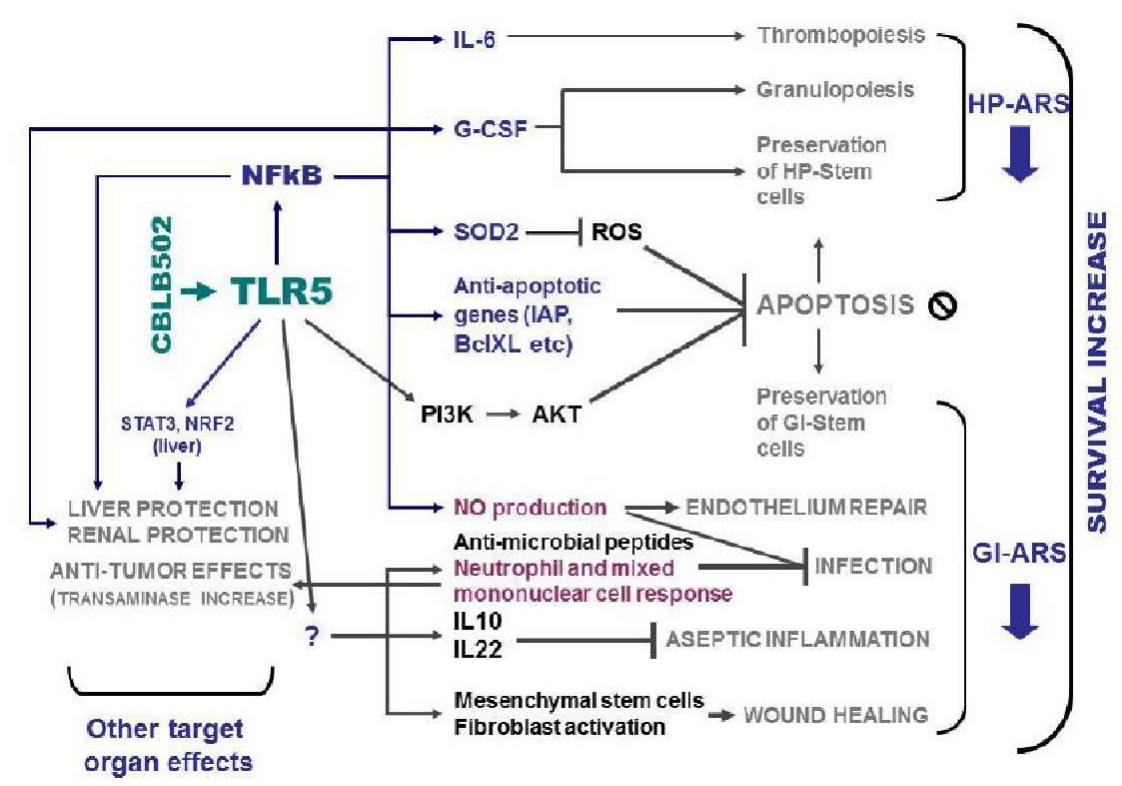 IL-6
Thrombopoiesis
G-CSF
Granulopoiesis
Preservation
of HP-Stem
cells
HP-ARS
NFkB
SOD2
ROS
CBLB502
TLR5
Anti-apoptotic
genes (IAP,
BclXL etc)
APOPTOSIS
PI3K
AKT
Preservation
of GI-Stem
cells
STAT3, NRF2
(liver)
LIVER PROTECTION
RENAL PROTECTION
ANTI-TUMOR EFFECTS
(TRANSAMINASE INCREASE)
NO production
ENDOTHELIUM REPAIR
Anti-microbial peptides
Neutrophil and mixed
mononuclear cell response
INFECTION
?
IL10
IL22
ASEPTIC INFLAMMATION
Mesenchymal stem cells
Fibroblast activation
WOUND HEALING
GI-ARS
SURVIVAL INCREASE
Other target
organ effects